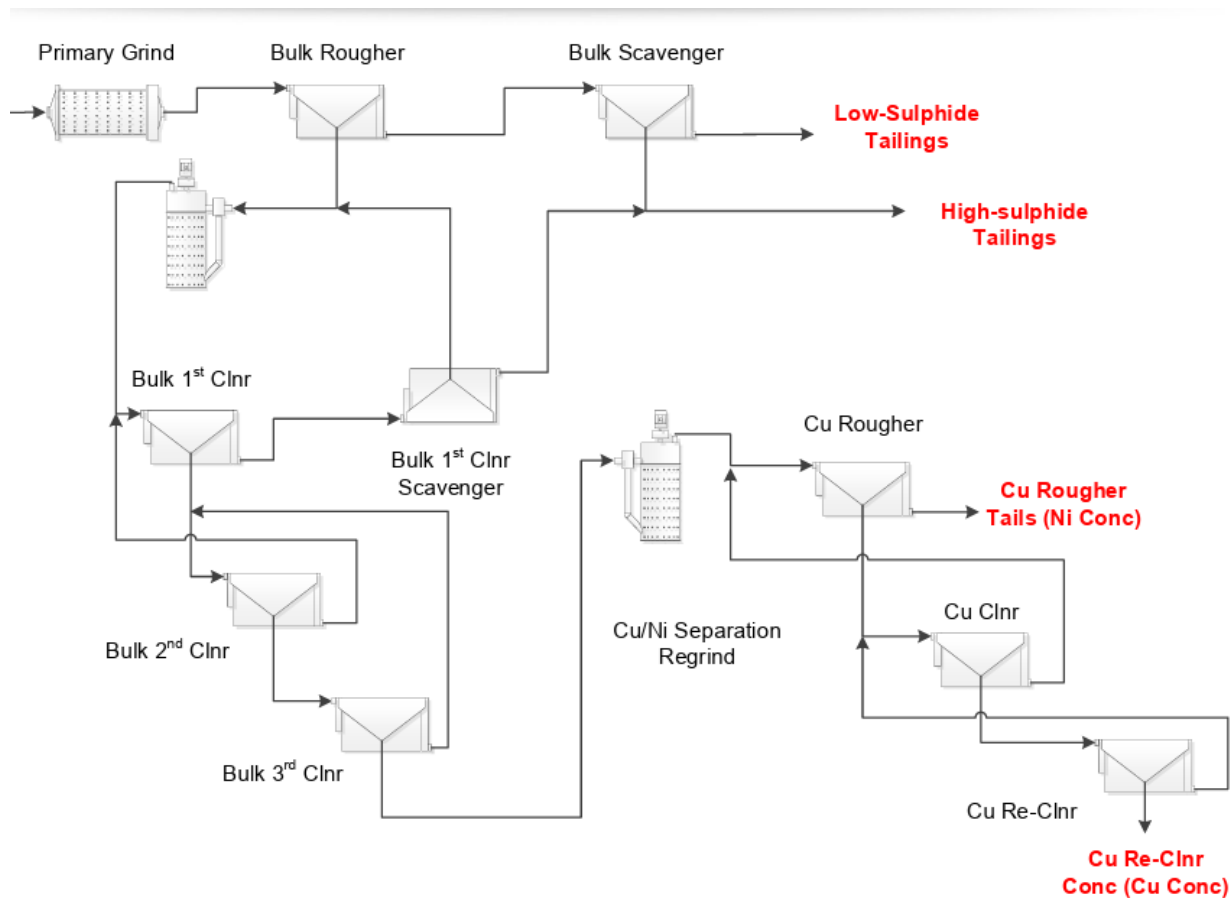 Primary Grind
Bulk Rougher
Bulk Scavenger
Low-Sulphide
Tailings
High-sulphide
Tailings
Bulk 1st Clnr
Bulk 1st Clnr
Scavenger
Cu Rougher
Cu Rougher
Tails (Ni Conc)
Bulk 2nd Clnr
Cu/Ni Separation
Regrind
Cu Clnr
Bulk 3rd Clnr
Cu Re-Clnr
Cu Re-Clnr
Conc (Cu Conc)